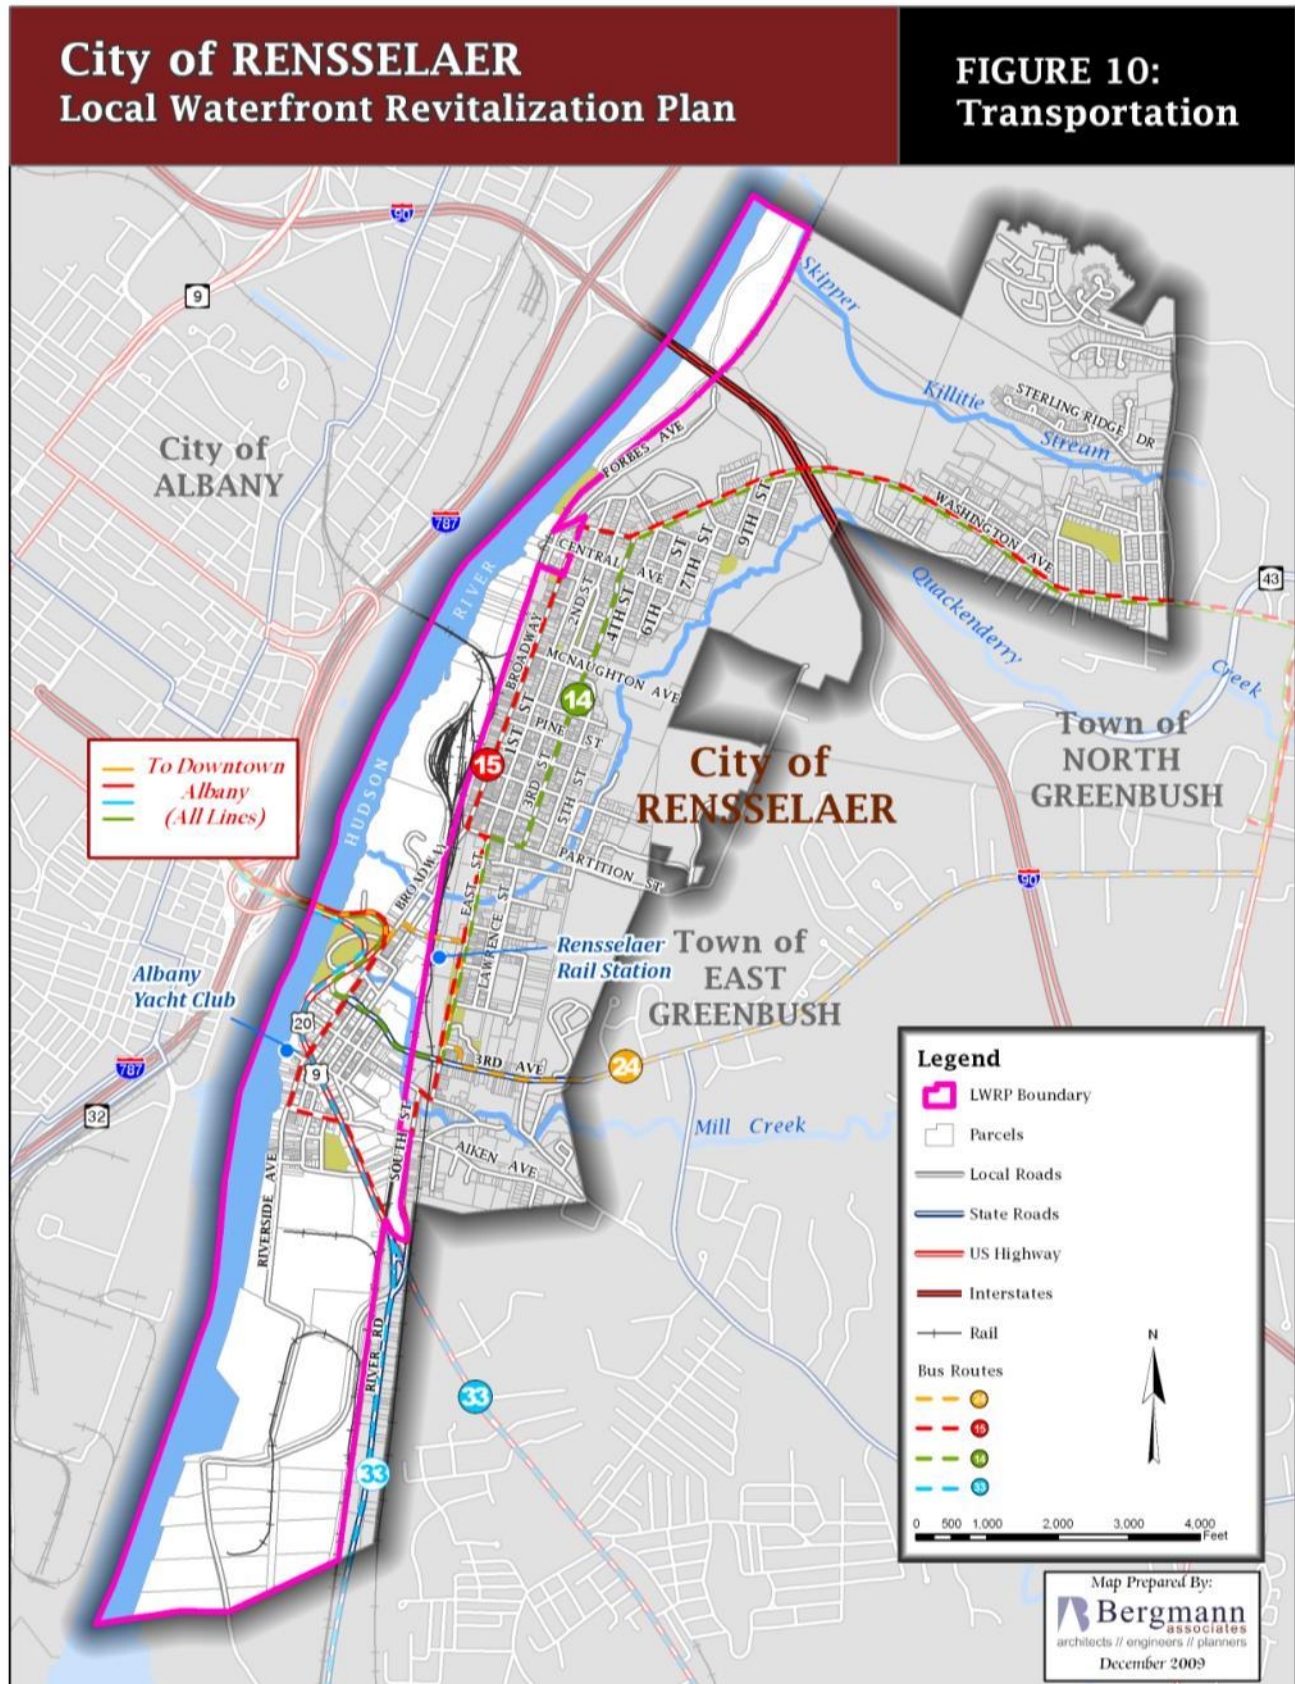 City of RENSSELAER
Local Waterfront Revitalization Plan
FIGURE 10:
Transportation
90
9
Skipper
Killitie
Stream
STERLING RIDGE DR
City of
ALBANY
FORBES AVE
787
WASHINGTON AVE
9TH ST
7TH ST
6TH ST
CENTRAL AVE
2ND ST
4TH ST
43
Quackenderry
Creek
HUDSON RIVER
BROADWAY
MCNAUGHTON AVE
14
PINE ST
1ST ST
15
3RD ST
5TH ST
City of
RENSSELAER
Town of
NORTH
GREENBUSH
To Downtown
Albany
(All Lines)
BROADWAY
PARTITION ST
EAST ST
LAWRENCE ST
90
Rensselaer
Rail Station
Town of
EAST
GREENBUSH
Albany
Yacht Club
20
9
787
32
3RD AVE
24
Mill Creek
SOUTH ST
AIKEN AVE
RIVERSIDE AVE
RIVER RD
33
33
Legend
LWRP Boundary
Parcels
Local Roads
State Roads
US Highway
Interstates
Rail
N
Bus Routes
24
15
14
33
0 500 1,000 2,000 3,000 4,000
Feet
Map Prepared By:
Bergmann
associates
architects // engineers // planners
December 2009